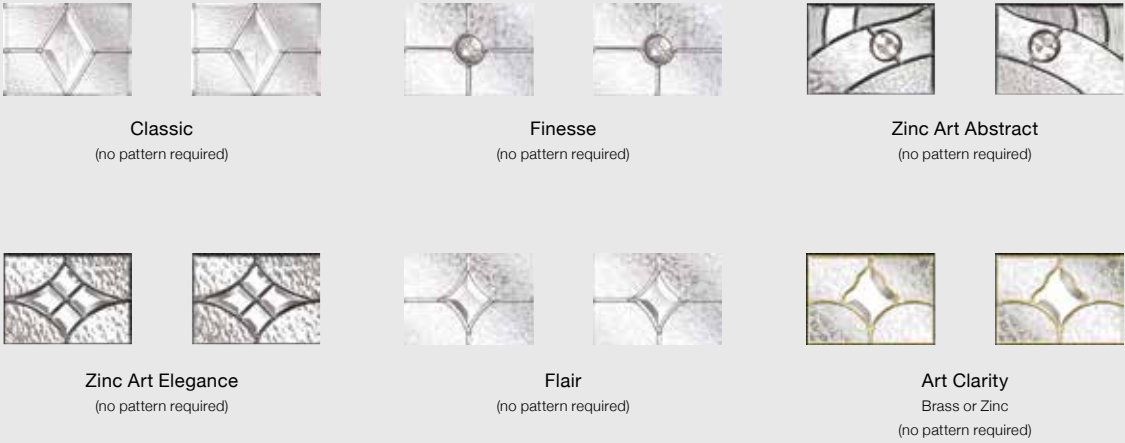 Classic
(no pattern required)
Finesse
(no pattern required)
Zinc Art Abstract
(no pattern required)
Zinc Art Elegance
(no pattern required)
Flair
(no pattern required)
Art Clarity
Brass or Zinc
(no pattern required)